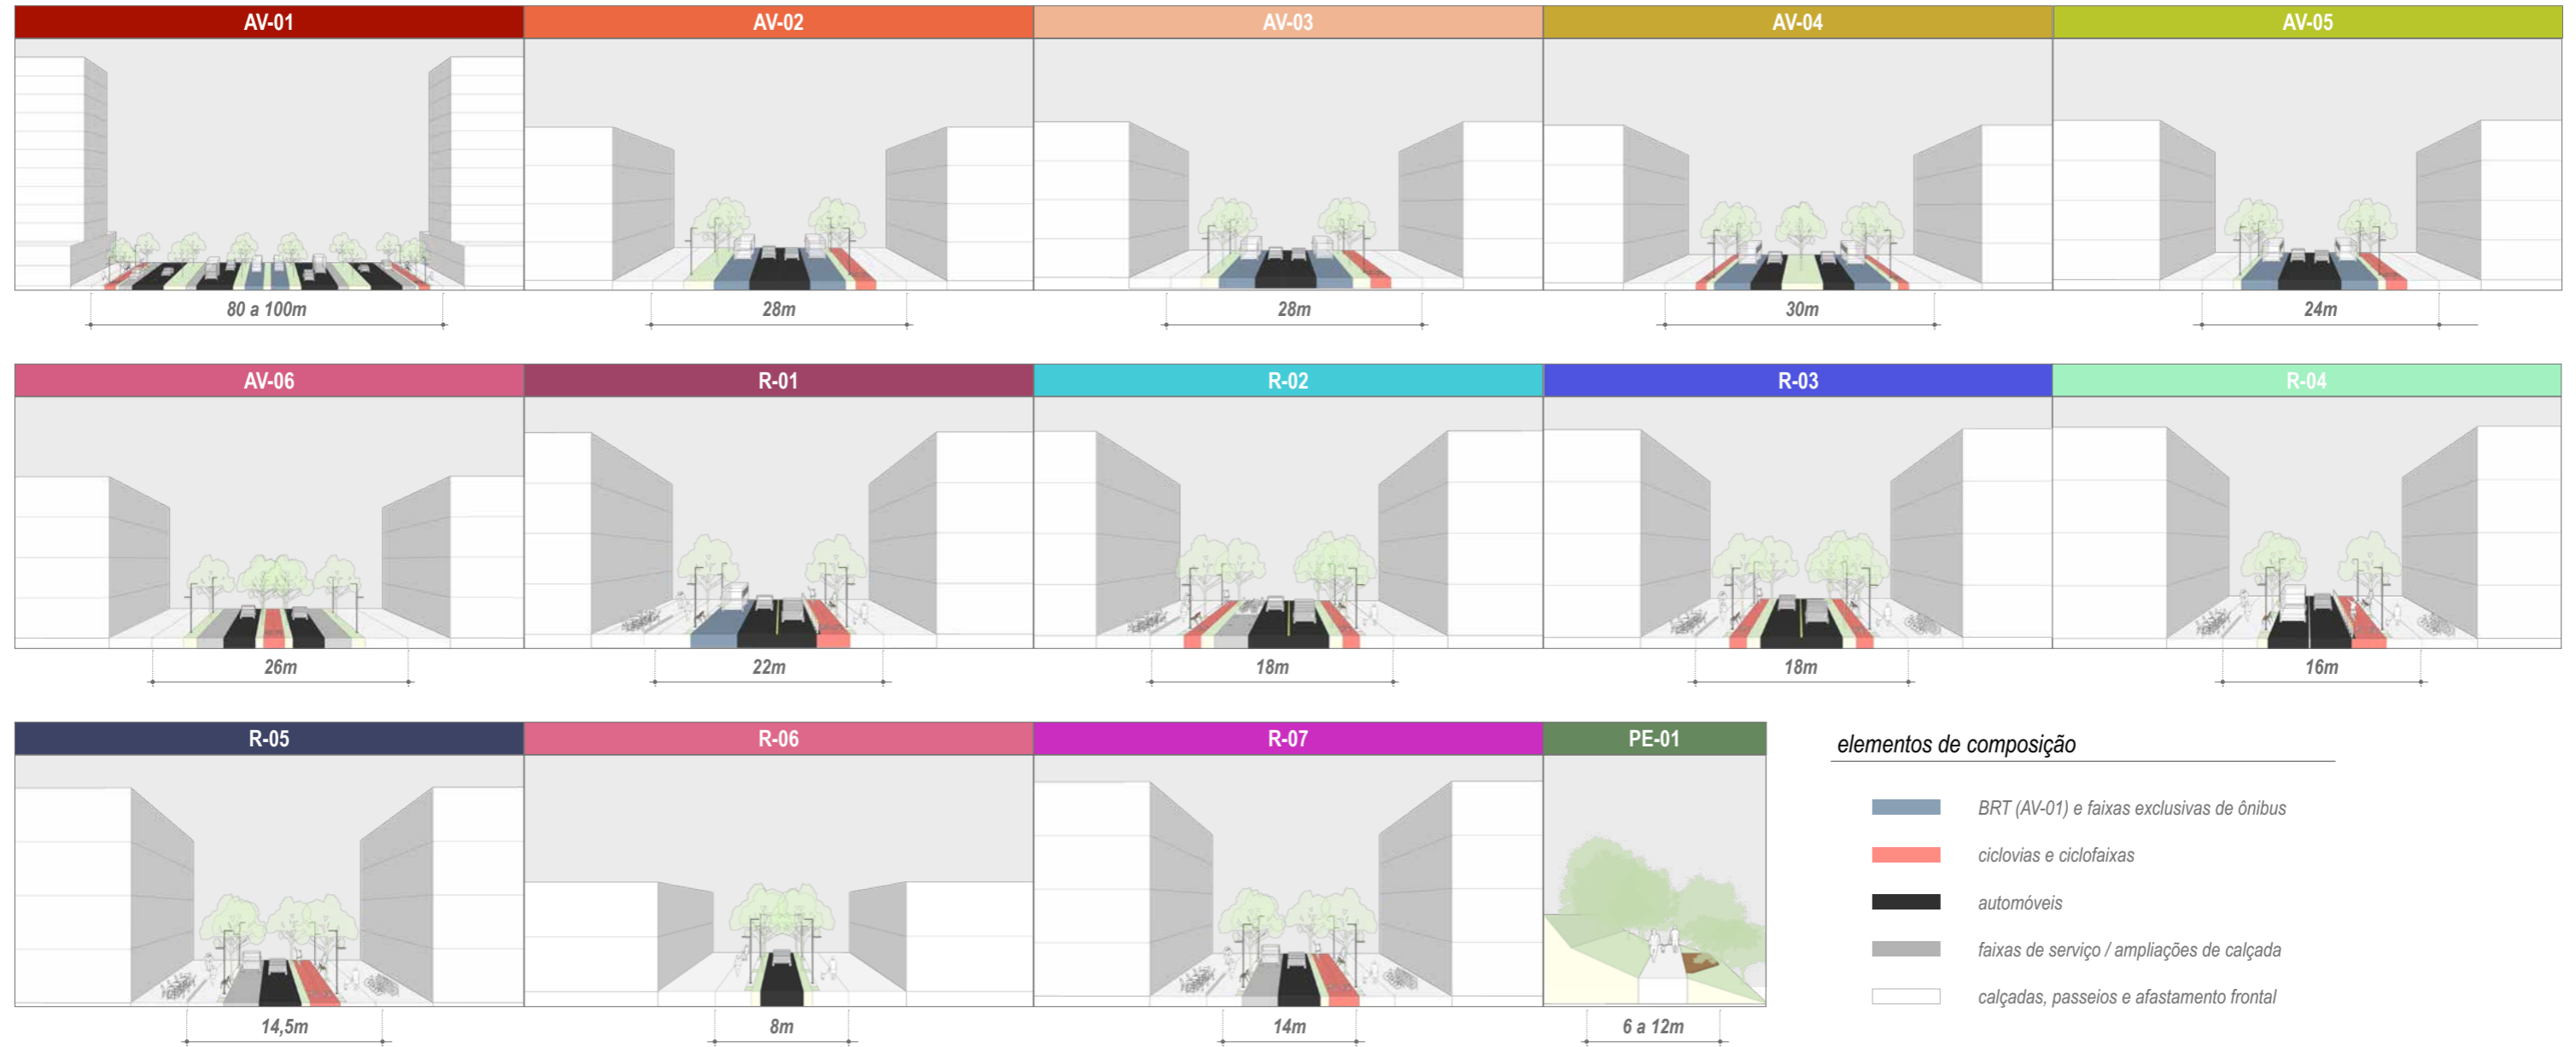 AV-01
AV-02
AV-03
AV-04
AV-05
80 a 100m
28m
28m
30m
24m
AV-06
R-01
R-02
R-03
R-04
26m
22m
18m
18m
16m
R-05
R-06
R-07
PE-01
14,5m
8m
14m
6 a 12m
elementos de composição
BRT (AV-01) e faixas exclusivas de ônibus
ciclovias e ciclofaixas
automóveis
faixas de serviço / ampliações de calçada
calçadas, passeios e afastamento frontal